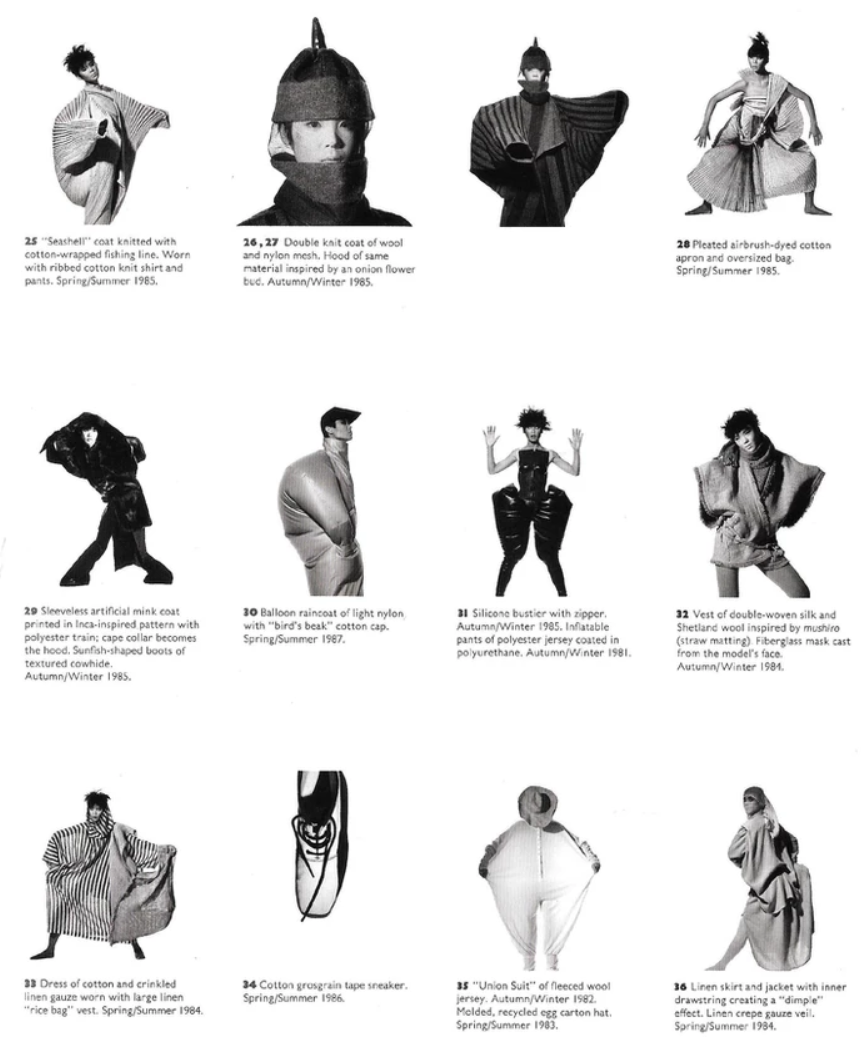 25 "Seashell" coat knitted with
cotton-wrapped fishing line. Worn
with ribbed cotton knit shirt and
pants. Spring/Summer 1985.
26, 27 Double knit coat of wool
and nylon mesh. Hood of same
material inspired by an onion flower
bud. Autumn/Winter 1985.
28 Pleated airbrush-dyed cotton
apron and oversized bag.
Spring/Summer 1985.
29 Sleeveless artificial mink coat
printed in Inca-inspired pattern with
polyester train; cape collar becomes
the hood. Sunfish-shaped boots of
textured cowhide.
Autumn/Winter 1985.
30 Balloon raincoat of light nylon
with "bird's beak" cotton cap.
Spring/Summer 1987.
31 Silicone bustier with zipper.
Autumn/Winter 1985. Inflatable
pants of polyester jersey coated in
polyurethane. Autumn/Winter 1981.
32 Vest of double-woven silk and
Shetland wool inspired by mushiro
(straw matting). Fiberglass mask cast
from the model's face.
Autumn/Winter 1984.
33 Dress of cotton and crinkled
linen gauze worn with large linen
"rice bag" vest. Spring/Summer 1984.
34 Cotton grosgrain tape sneaker.
Spring/Summer 1986.
35 "Union Suit" of fleeced wool
jersey. Autumn/Winter 1982.
Molded, recycled egg carton hat.
Spring/Summer 1983.
36 Linen skirt and jacket with inner
drawstring creating a "dimple"
effect. Linen crepe gauze veil.
Spring/Summer 1984.